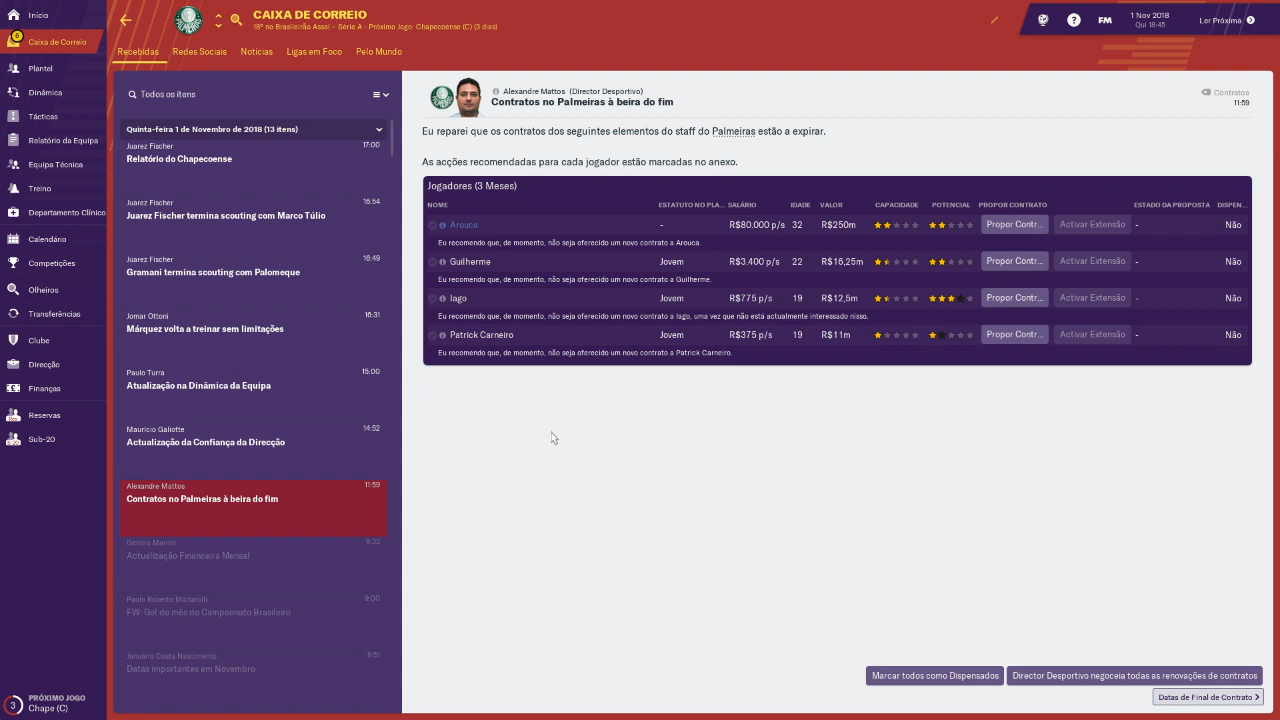 Início
CAIXA DE CORREIO
18º no Brasileirão Assaí - Série A - Próximo Jogo: Chapecoense (C) (3 dias)
FM
1 Nov 2018
Qui 18:45
Ler Próxima
6
Caixa de Correio
Recebidas
Redes Sociais
Notícias
Ligas em Foco
Pelo Mundo
Plantel
Dinâmica
Tácticas
Relatório da Equipa
Equipa Técnica
Treino
Departamento Clínico
Calendário
Competições
Olheiros
Transferências
Clube
Direcção
Finanças
Reservas
Sub-20
PRÓXIMO JOGO
3
Chape (C)
Todos os itens
Quinta-feira 1 de Novembro de 2018 (13 itens)
Juarez Fischer 17:00
Relatório do Chapecoense
Juarez Fischer 16:54
Juarez Fischer termina scouting com Marco Túlio
Juarez Fischer 16:49
Gramani termina scouting com Palomeque
Jomar Ottoni 16:31
Márquez volta a treinar sem limitações
Paulo Turra 15:00
Atualização na Dinâmica da Equipa
Maurício Galiotte 14:52
Actualização da Confiança da Direcção
Alexandre Mattos 11:59
Contratos no Palmeiras à beira do fim
Genaro Marino 9:33
Actualização Financeira Mensal
Paulo Roberto Maltarolli 9:00
FW: Gol do mês do Campeonato Brasileiro
Januário Costa Nascimento 8:51
Datas importantes em Novembro
Alexandre Mattos (Director Desportivo)
Contratos no Palmeiras à beira do fim
Contratos
11:59
Eu reparei que os contratos dos seguintes elementos do staff do Palmeiras estão a expirar.
As acções recomendadas para cada jogador estão marcadas no anexo.
Jogadores (3 Meses)
NOME ESTATUTO NO PLA... SALÁRIO IDADE VALOR CAPACIDADE POTENCIAL PROPOR CONTRATO ESTADO DA PROPOSTA DISPEN...
Arouca - R$80.000 p/s 32 R$250m Propor Contr... Activar Extensão - Não
Eu recomendo que, de momento, não seja oferecido um novo contrato a Arouca.
Guilherme Jovem R$3.400 p/s 22 R$16,25m Propor Contr... Activar Extensão - Não
Eu recomendo que, de momento, não seja oferecido um novo contrato a Guilherme.
Iago Jovem R$775 p/s 19 R$12,5m Propor Contr... Activar Extensão - Não
Eu recomendo que, de momento, não seja oferecido um novo contrato a Iago, uma vez que não está actualmente interessado nisso.
Patrick Carneiro Jovem R$375 p/s 19 R$11m Propor Contr... Activar Extensão - Não
Eu recomendo que, de momento, não seja oferecido um novo contrato a Patrick Carneiro.
Marcar todos como Dispensados
Director Desportivo negoceia todas as renovações de contratos
Datas de Final de Contrato